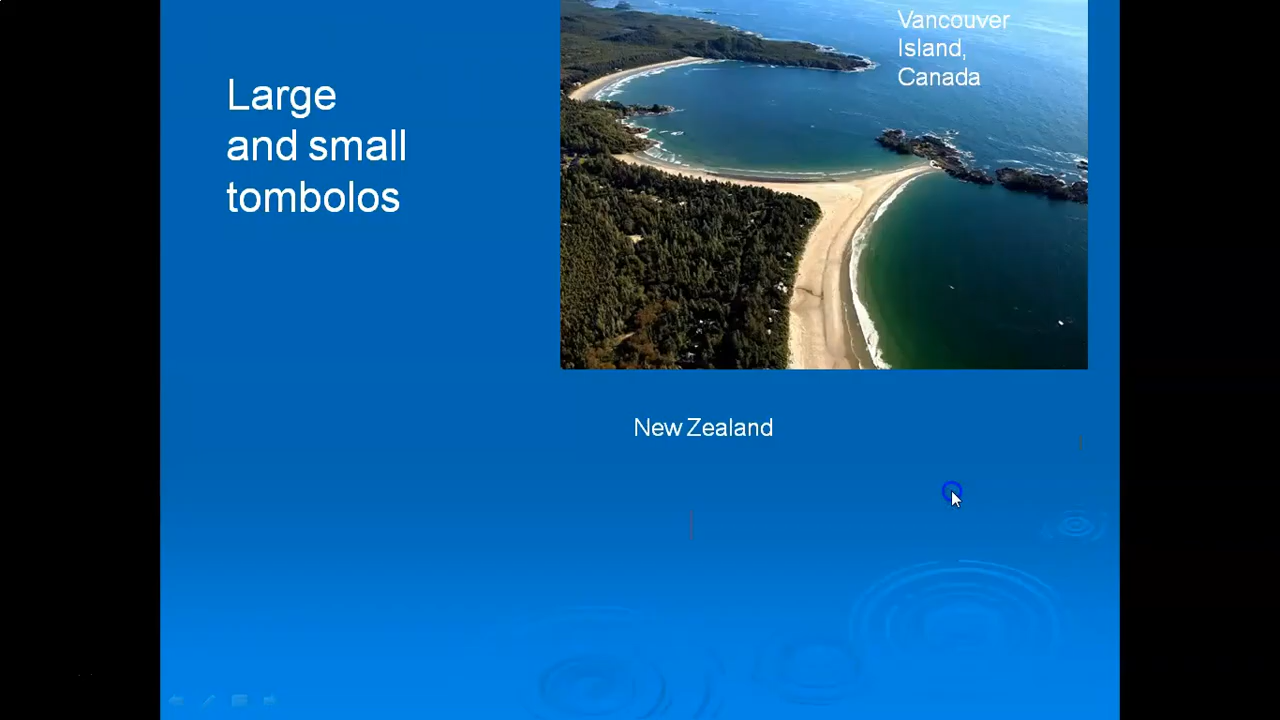 Large
and small
tombolos
Vancouver
Island,
Canada
New Zealand